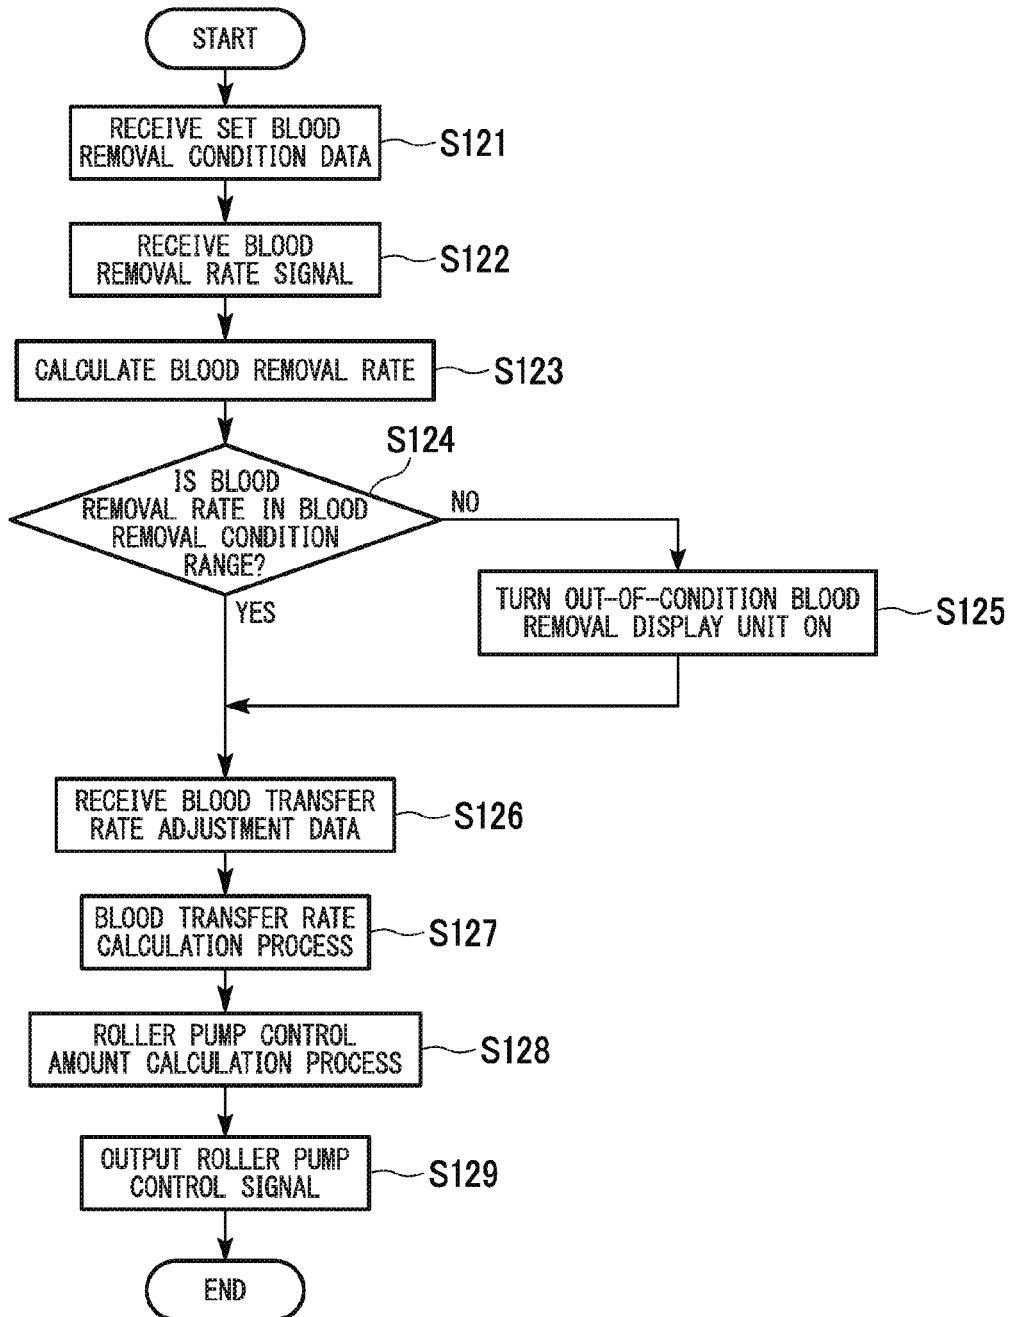 START
RECEIVE SET BLOOD
REMOVAL CONDITION DATA
S121
RECEIVE BLOOD
REMOVAL RATE SIGNAL
S122
CALCULATE BLOOD REMOVAL RATE
S123
S124
IS BLOOD
REMOVAL RATE IN BLOOD
REMOVAL CONDITION
RANGE?
NO
YES
TURN OUT-OF-CONDITION BLOOD
REMOVAL DISPLAY UNIT ON
S125
RECEIVE BLOOD TRANSFER
RATE ADJUSTMENT DATA
S126
BLOOD TRANSFER RATE
CALCULATION PROCESS
S127
ROLLER PUMP CONTROL
AMOUNT CALCULATION PROCESS
S128
OUTPUT ROLLER PUMP
CONTROL SIGNAL
S129
END